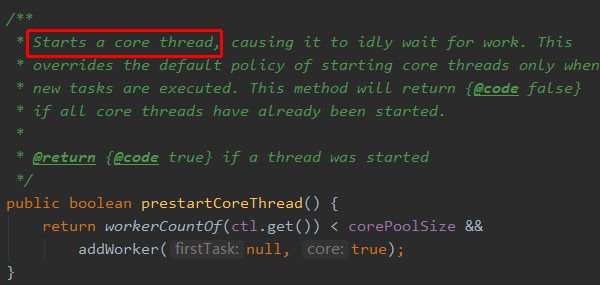 /**
* Starts a core thread, causing it to idly wait for work. This
* overrides the default policy of starting core threads only when
* new tasks are executed. This method will return {@code false}
* if all core threads have already been started.
*
* @return {@code true} if a thread was started
*/
public boolean prestartCoreThread() {
return workerCountOf(ctl.get()) < corePoolSize &&
addWorker( firstTask: null, core: true);
}